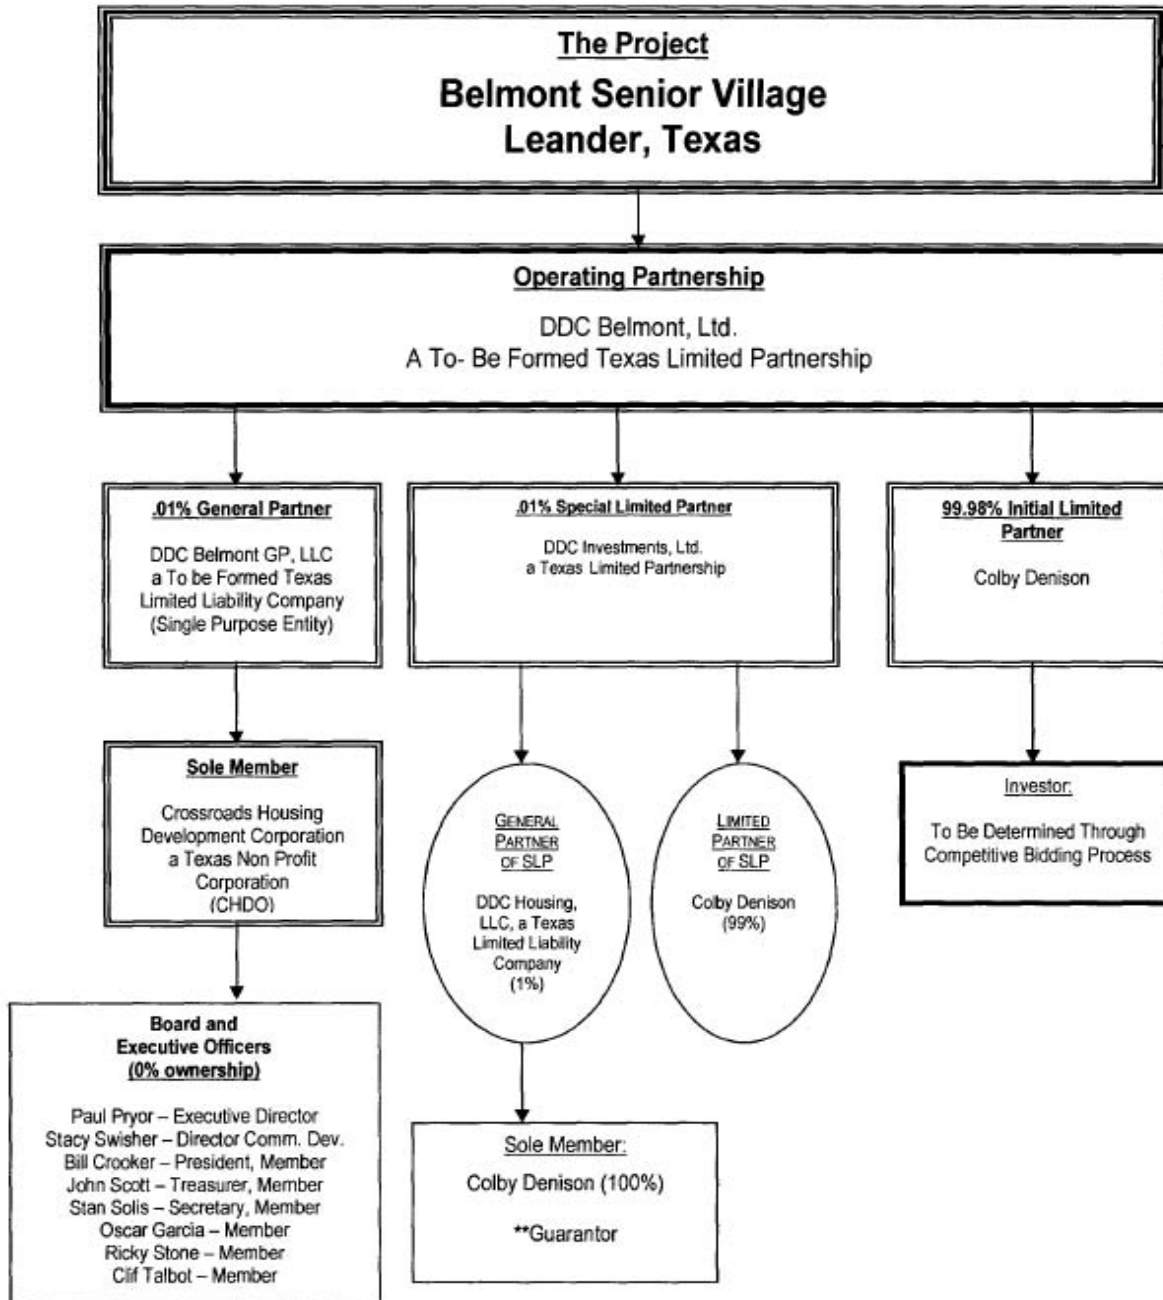 The Project
Belmont Senior Village
Leander, Texas
Operating Partnership
DDC Belmont, Ltd.
A To- Be Formed Texas Limited Partnership
.01% General Partner
DDC Belmont GP, LLC
a To be Formed Texas
Limited Liability Company
(Single Purpose Entity)
.01% Special Limited Partner
DDC Investments, Ltd.
a Texas Limited Partnership
99.98% Initial Limited
Partner
Colby Denison
Sole Member
Crossroads Housing
Development Corporation
a Texas Non Profit
Corporation
(CHDO)
GENERAL
PARTNER
OF SLP
DDC Housing,
LLC, a Texas
Limited Liability
Company
(1%)
LIMITED
PARTNER
OF SLP
Colby Denison
(99%)
Investor:
To Be Determined Through
Competitive Bidding Process
Board and
Executive Officers
(0% ownership)
Paul Pryor – Executive Director
Stacy Swisher – Director Comm. Dev.
Bill Crooker – President, Member
John Scott – Treasurer, Member
Stan Solis – Secretary, Member
Oscar Garcia – Member
Ricky Stone – Member
Clif Talbot – Member
Sole Member:
Colby Denison (100%)
**Guarantor